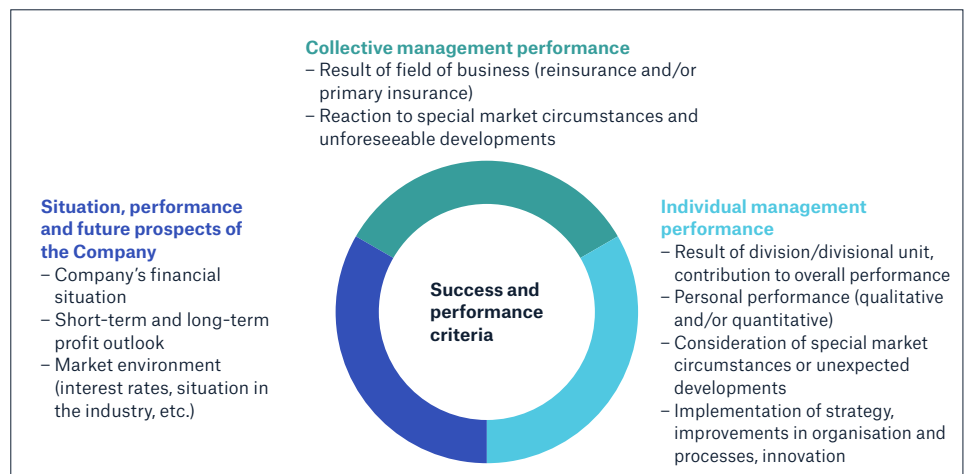 Collective management performance
– Result of field of business (reinsurance and/or
primary insurance)
– Reaction to special market circumstances and
unforeseeable developments
Situation, performance
and future prospects of
the Company
– Company's financial
situation
– Short-term and long-term
profit outlook
– Market environment
(interest rates, situation in
the industry, etc.)
Success and
performance
criteria
Individual management
performance
– Result of division/divisional unit,
contribution to overall performance
– Personal performance (qualitative
and/or quantitative)
– Consideration of special market
circumstances or unexpected
developments
– Implementation of strategy,
improvements in organisation and
processes, innovation